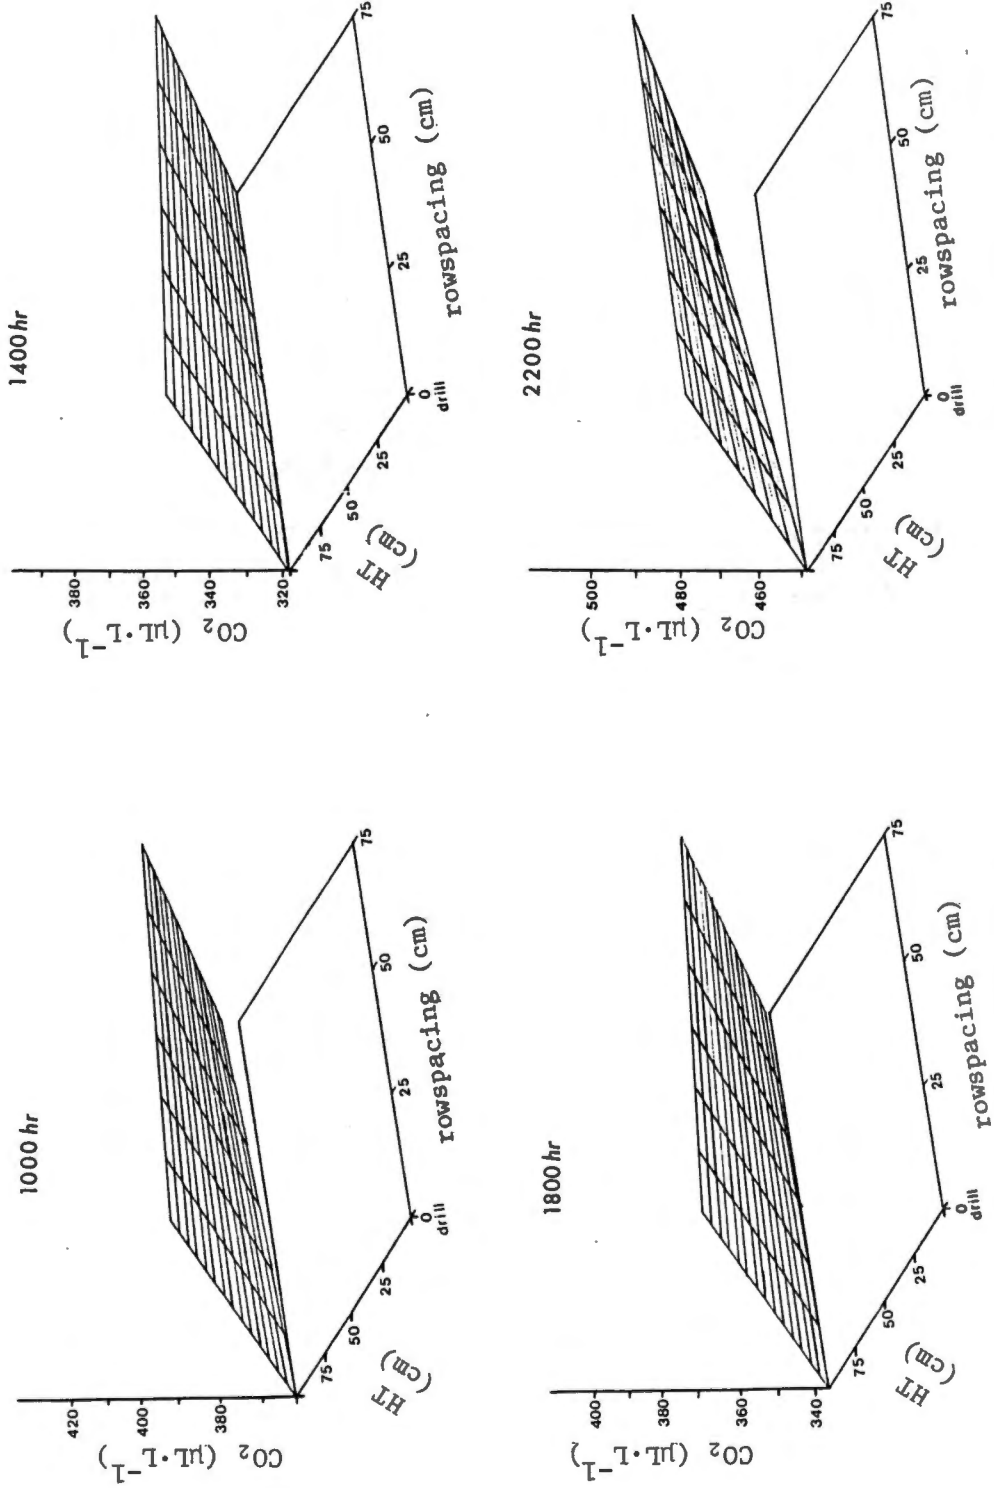 1000 hr
420
400
380
CO2 (µL·L-1)
75
50
25
HT
(cm)
0
drill
25
50
75
rowspacing (cm)
1400 hr
380
360
340
320
CO2 (µL·L-1)
75
50
25
HT
(cm)
0
drill
25
50
75
rowspacing (cm)
1800 hr
400
380
360
340
CO2 (µL·L-1)
2
75
50
25
HT
(cm)
0
drill
25
50
75
rowspacing (cm)
2200 hr
500
480
460
CO2 (µL·L-1)
75
50
25
HT
(cm)
0
drill
25
50
75
rowspacing (cm)